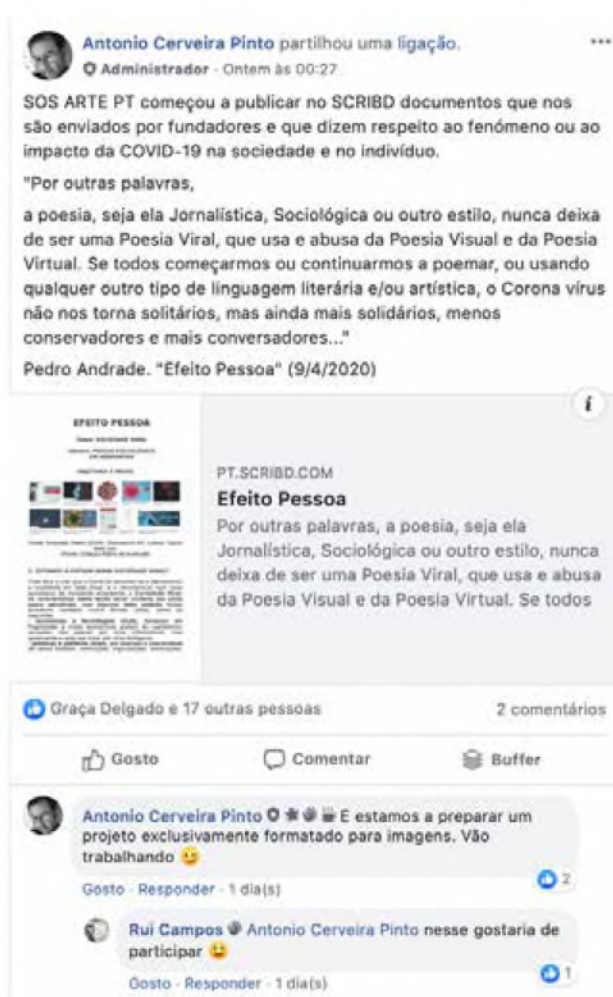 Antonio Cerveira Pinto partilhou uma ligação.
Administrador · Ontem às 00:27
SOS ARTE PT começou a publicar no SCRIBD documentos que nos
são enviados por fundadores e que dizem respeito ao fenómeno ou ao
impacto da COVID-19 na sociedade e no indivíduo.
"Por outras palavras,
a poesia, seja ela Jornalística, Sociológica ou outro estilo, nunca deixa
de ser uma Poesia Viral, que usa e abusa da Poesia Visual e da Poesia
Virtual. Se todos começarmos ou continuarmos a poemar, ou usando
qualquer outro tipo de linguagem literária e/ou artística, o Corona vírus
não nos torna solitários, mas ainda mais solidários, menos
conservadores e mais conversadores..."
Pedro Andrade. "Efeito Pessoa" (9/4/2020)
EFEITO PESSOA
PT.SCRIBD.COM
Efeito Pessoa
Por outras palavras, a poesia, seja ela
Jornalística, Sociológica ou outro estilo, nunca
deixa de ser uma Poesia Viral, que usa e abusa
da Poesia Visual e da Poesia Virtual. Se todos
Graça Delgado e 17 outras pessoas
2 comentários
Gosto
Comentar
Buffer
Antonio Cerveira Pinto E estamos a preparar um
projeto exclusivamente formatado para imagens. Vão
trabalhando
2
Gosto · Responder · 1 dia(s)
Rui Campos Antonio Cerveira Pinto nesse gostaria de
participar
1
Gosto · Responder · 1 dia(s)